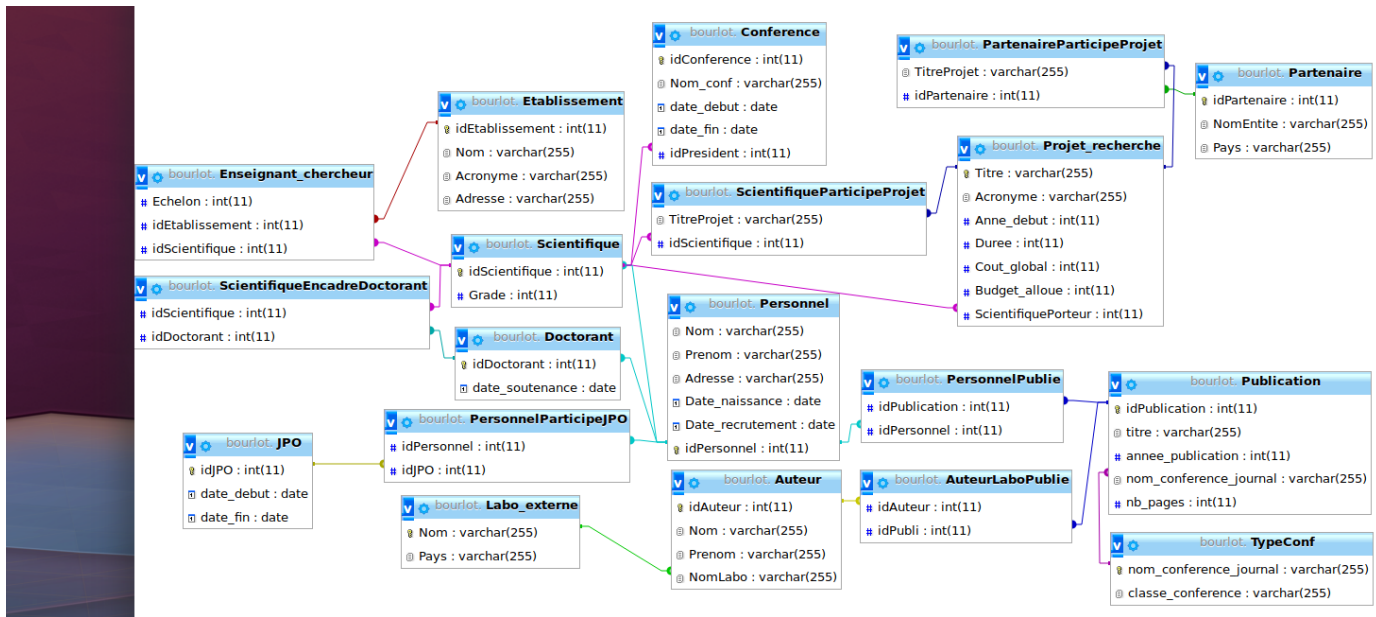 bourlot. Conference
idConference : int(11)
Nom_conf : varchar(255)
date_debut : date
date_fin : date
idPresident : int(11)
bourlot. PartenaireParticipeProjet
TitreProjet : varchar(255)
idPartenaire : int(11)
bourlot. Partenaire
idPartenaire : int(11)
NomEntite : varchar(255)
Pays : varchar(255)
bourlot. Etablissement
idEtablissement : int(11)
Nom : varchar(255)
Acronyme : varchar(255)
Adresse : varchar(255)
bourlot. Projet_recherche
Titre : varchar(255)
Acronyme : varchar(255)
Anne_debut : int(11)
Duree : int(11)
Cout_global : int(11)
Budget_alloue : int(11)
ScientifiquePorteur : int(11)
bourlot. Enseignant_chercheur
Echelon : int(11)
idEtablissement : int(11)
idScientifique : int(11)
bourlot. ScientifiqueParticipeProjet
TitreProjet : varchar(255)
idScientifique : int(11)
bourlot. Scientifique
idScientifique : int(11)
Grade : int(11)
bourlot. ScientifiqueEncadreDoctorant
idScientifique : int(11)
idDoctorant : int(11)
bourlot. Personnel
Nom : varchar(255)
Prenom : varchar(255)
Adresse : varchar(255)
Date_naissance : date
Date_recrutement : date
idPersonnel : int(11)
bourlot. Doctorant
idDoctorant : int(11)
date_soutenance : date
bourlot. PersonnelPublie
idPublication : int(11)
idPersonnel : int(11)
bourlot. Publication
idPublication : int(11)
titre : varchar(255)
annee_publication : int(11)
nom_conference_journal : varchar(255)
nb_pages : int(11)
bourlot. PersonnelParticipeJPO
idPersonnel : int(11)
idJPO : int(11)
bourlot. JPO
idJPO : int(11)
date_debut : date
date_fin : date
bourlot. Auteur
idAuteur : int(11)
Nom : varchar(255)
Prenom : varchar(255)
NomLabo : varchar(255)
bourlot. AuteurLaboPublie
idAuteur : int(11)
idPubli : int(11)
bourlot. Labo_externe
Nom : varchar(255)
Pays : varchar(255)
bourlot. TypeConf
nom_conference_journal : varchar(255)
classe_conference : varchar(255)